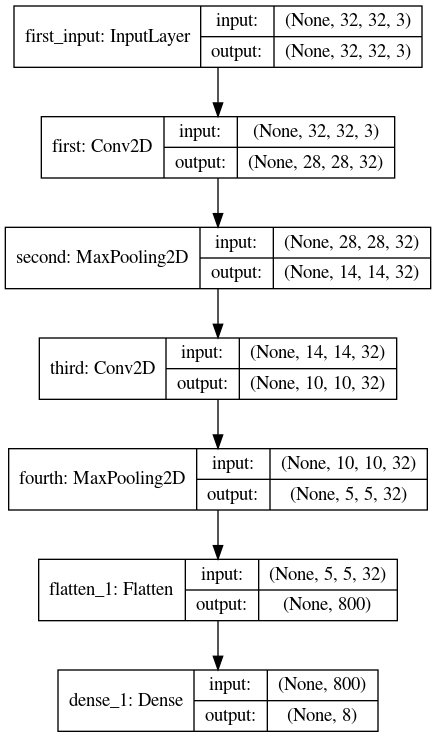 first_input: InputLayer
input: (None, 32, 32, 3)
output: (None, 32, 32, 3)
first: Conv2D
input: (None, 32, 32, 3)
output: (None, 28, 28, 32)
second: MaxPooling2D
input: (None, 28, 28, 32)
output: (None, 14, 14, 32)
third: Conv2D
input: (None, 14, 14, 32)
output: (None, 10, 10, 32)
fourth: MaxPooling2D
input: (None, 10, 10, 32)
output: (None, 5, 5, 32)
flatten_1: Flatten
input: (None, 5, 5, 32)
output: (None, 800)
dense_1: Dense
input: (None, 800)
output: (None, 8)